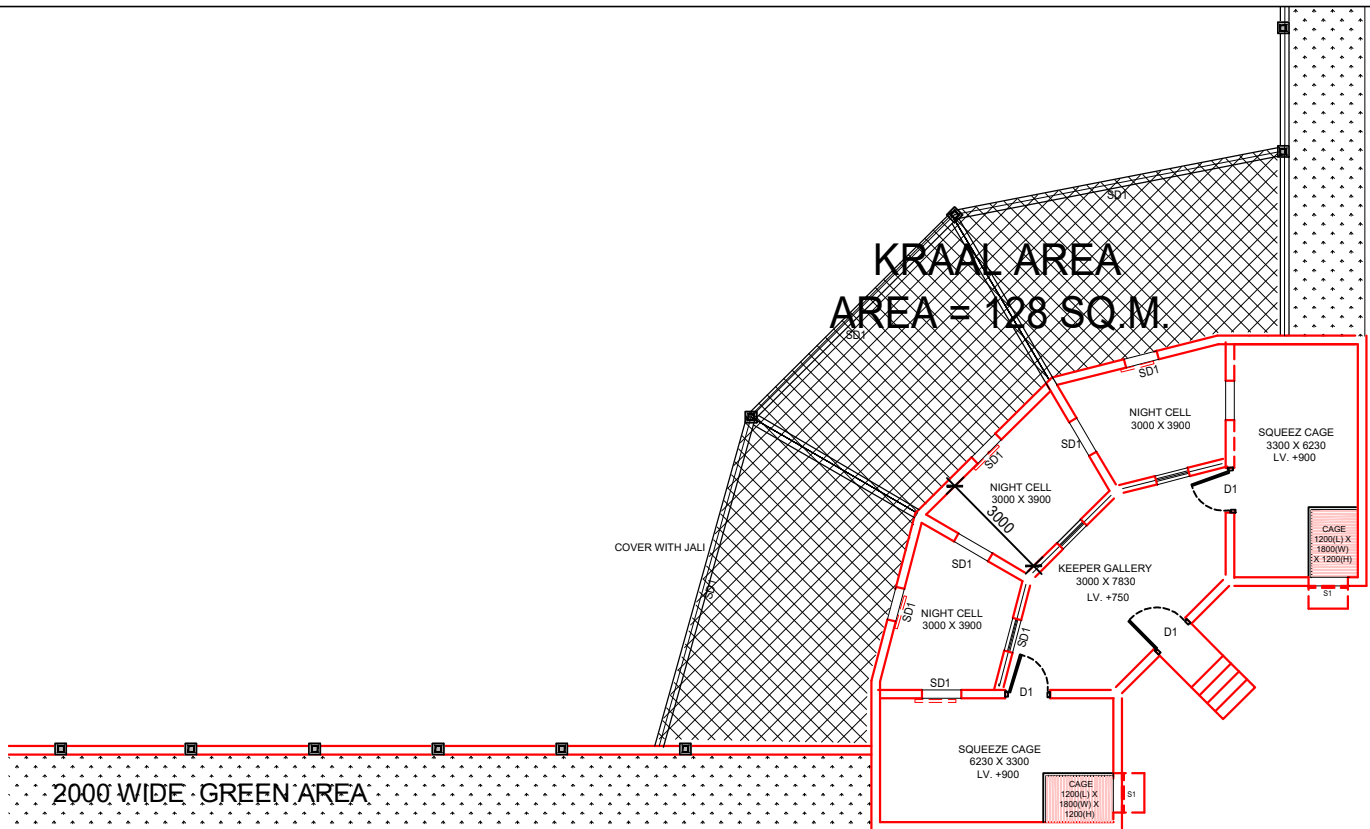 SD1
KRAAL AREA
AREA = 128 SQ.M.
SD1
SD1
NIGHT CELL
3000 X 3900
SQUEEZ CAGE
3300 X 6230
LV. +900
SD1
SD1
NIGHT CELL
3000 X 3900
D1
3000
CAGE
1200(L) X
1800(W)
X 1200(H)
S1
COVER WITH JALI
SD1
KEEPER GALLERY
3000 X 7830
LV. +750
SD1
NIGHT CELL
3000 X 3900
SD1
SD1
D1
SD1
D1
SQUEEZE CAGE
6230 X 3300
LV. +900
CAGE
1200(L) X
1800(W) X
1200(H)
S1
2000 WIDE GREEN AREA